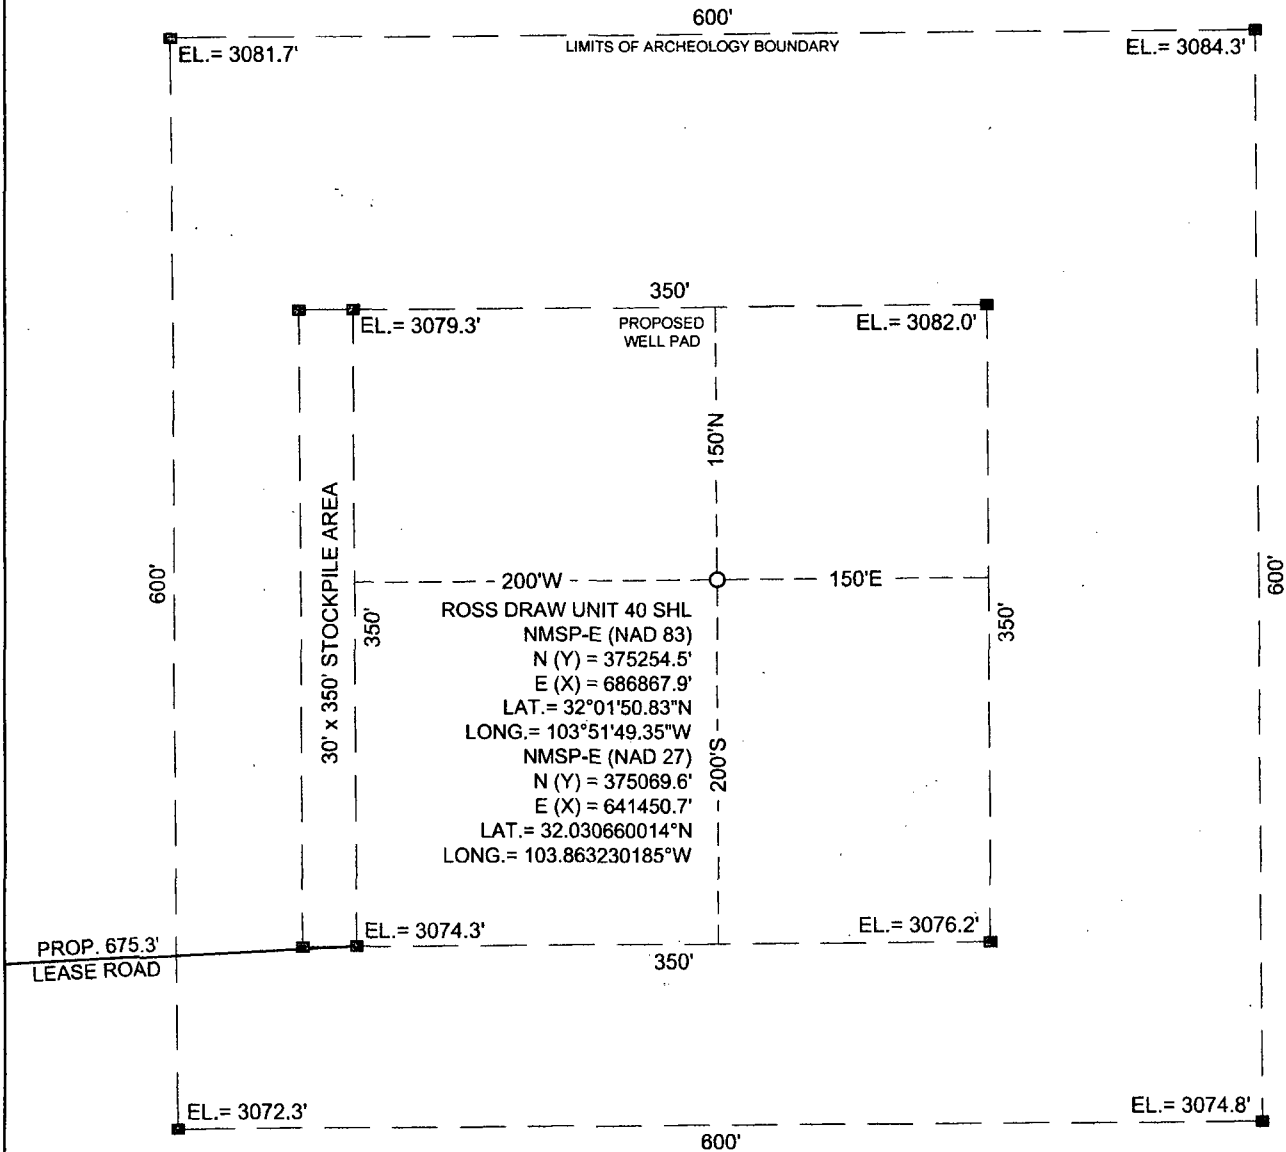 600'
LIMITS OF ARCHEOLOGY BOUNDARY
EL.= 3081.7'
EL.= 3084.3'
350'
EL.= 3079.3'
PROPOSED
WELL PAD
EL.= 3082.0'
150'N
30' x 350' STOCKPILE AREA
600'
350'
200'W
150'E
350'
600'
ROSS DRAW UNIT 40 SHL
NMSP-E (NAD 83)
N (Y) = 375254.5'
E (X) = 686867.9'
LAT.= 32°01'50.83"N
LONG.= 103°51'49.35"W
NMSP-E (NAD 27)
N (Y) = 375069.6'
E (X) = 641450.7'
LAT.= 32.030660014°N
LONG.= 103.863230185°W
200'S
EL.= 3074.3'
EL.= 3076.2'
PROP. 675.3'
LEASE ROAD
350'
EL.= 3072.3'
EL.= 3074.8'
600'